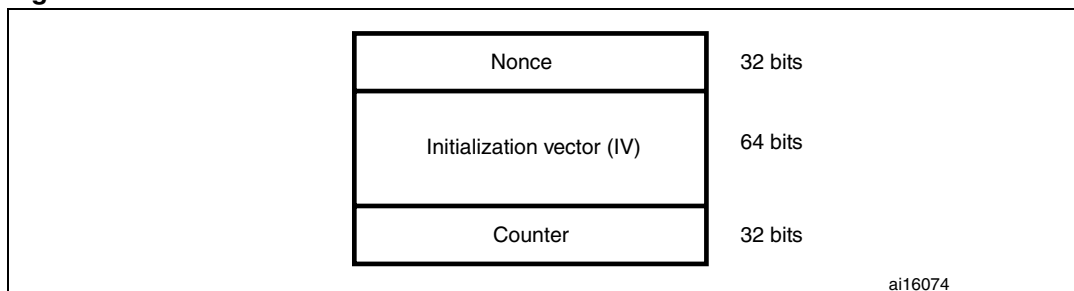 Nonce 32 bits
Initialization vector (IV) 64 bits
Counter 32 bits
ai16074